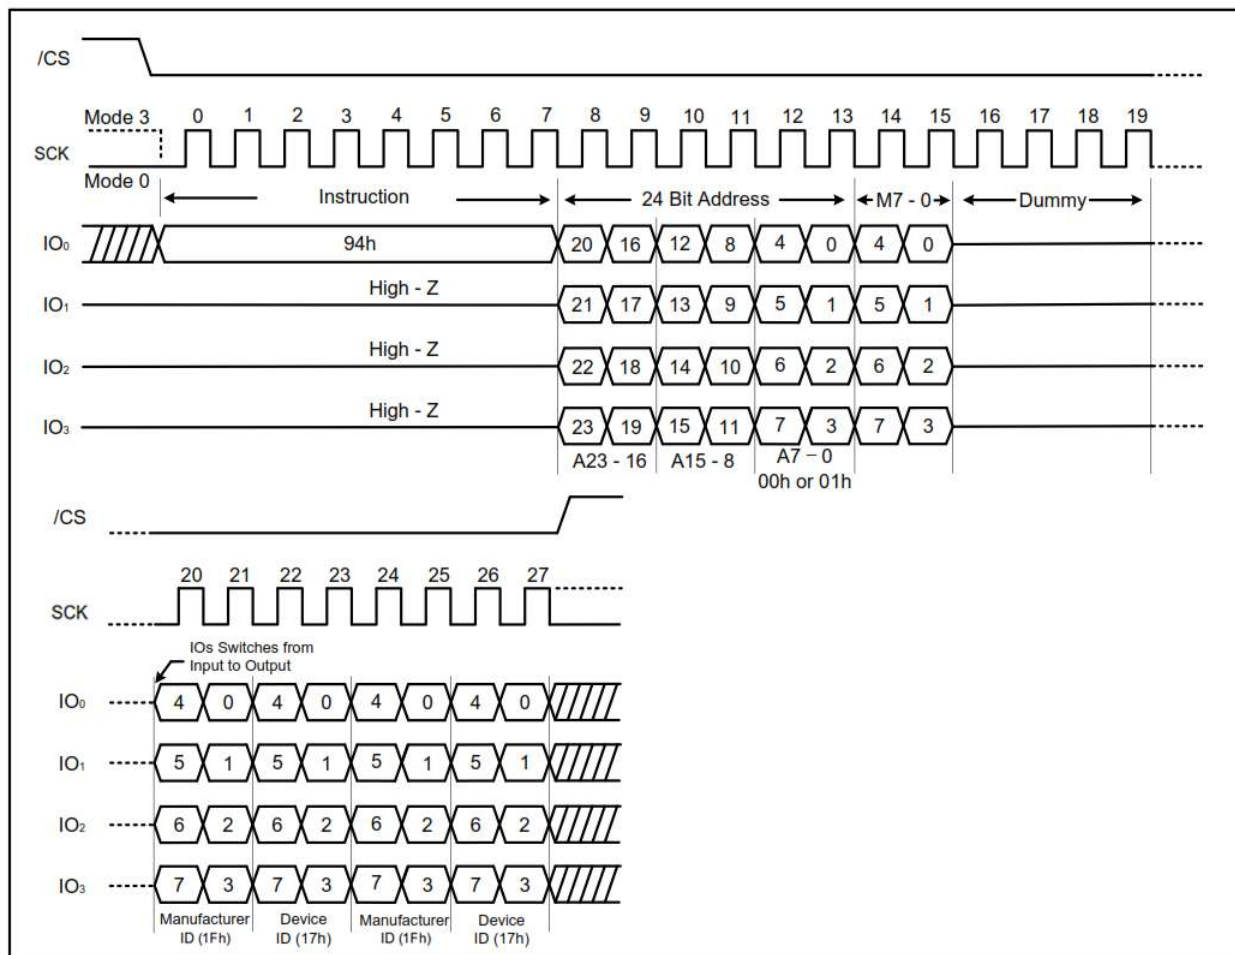 /CS
Mode 3 0 1 2 3 4 5 6 7 8 9 10 11 12 13 14 15 16 17 18 19
SCK
Mode 0
Instruction 24 Bit Address M7 - 0 Dummy
IO₀ 94h 20 16 12 8 4 0 4 0
High - Z
IO₁ 21 17 13 9 5 1 5 1
High - Z
IO₂ 22 18 14 10 6 2 6 2
High - Z
IO₃ 23 19 15 11 7 3 7 3
A23 - 16 A15 - 8 A7 - 0
00h or 01h
/CS
20 21 22 23 24 25 26 27
SCK
IOs Switches from
Input to Output
IO₀ 4 0 4 0 4 0 4 0
IO₁ 5 1 5 1 5 1 5 1
IO₂ 6 2 6 2 6 2 6 2
IO₃ 7 3 7 3 7 3 7 3
Manufacturer Device Manufacturer Device
ID (1Fh) ID (17h) ID (1Fh) ID (17h)